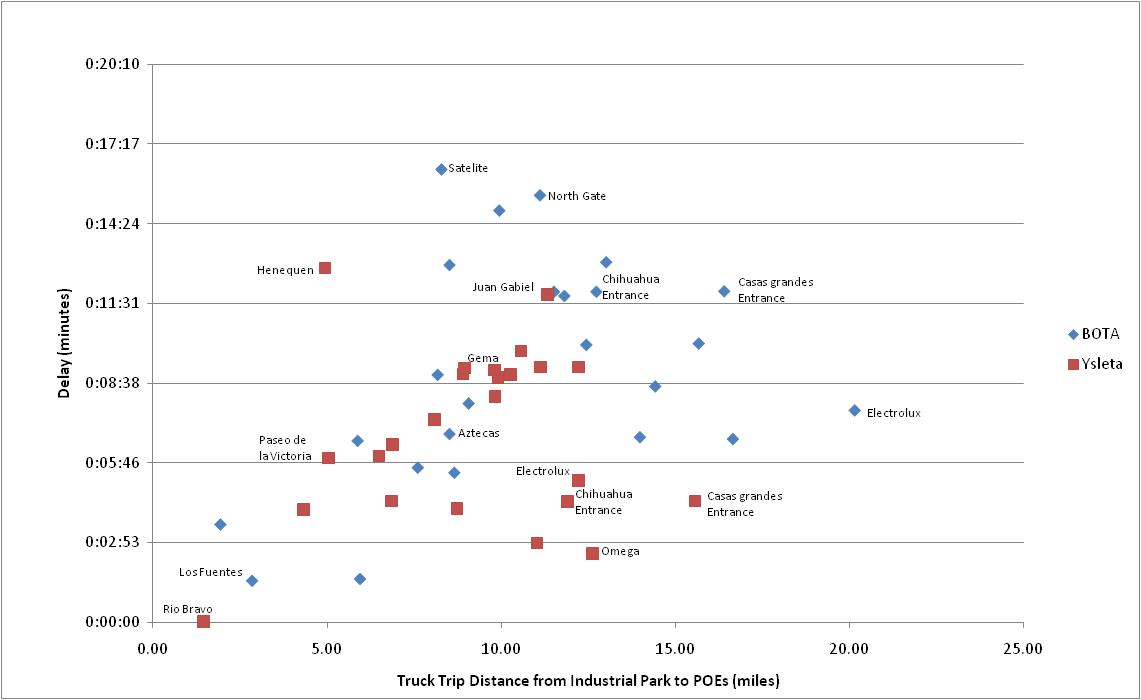 0:20:10
0:17:17
Satelite
North Gate
0:14:24
Henequen
Chihuahua
Entrance
Casas grandes
Entrance
Juan Gabiel
0:11:31
Delay (minutes)
BOTA
Ysleta
Gema
0:08:38
Electrolux
Aztecas
Paseo de
la Victoria
0:05:46
Electrolux
Chihuahua
Entrance
Casas grandes
Entrance
0:02:53
Omega
Los Fuentes
Rio Bravo
0:00:00
0.00 5.00 10.00 15.00 20.00 25.00
Truck Trip Distance from Industrial Park to POEs (miles)